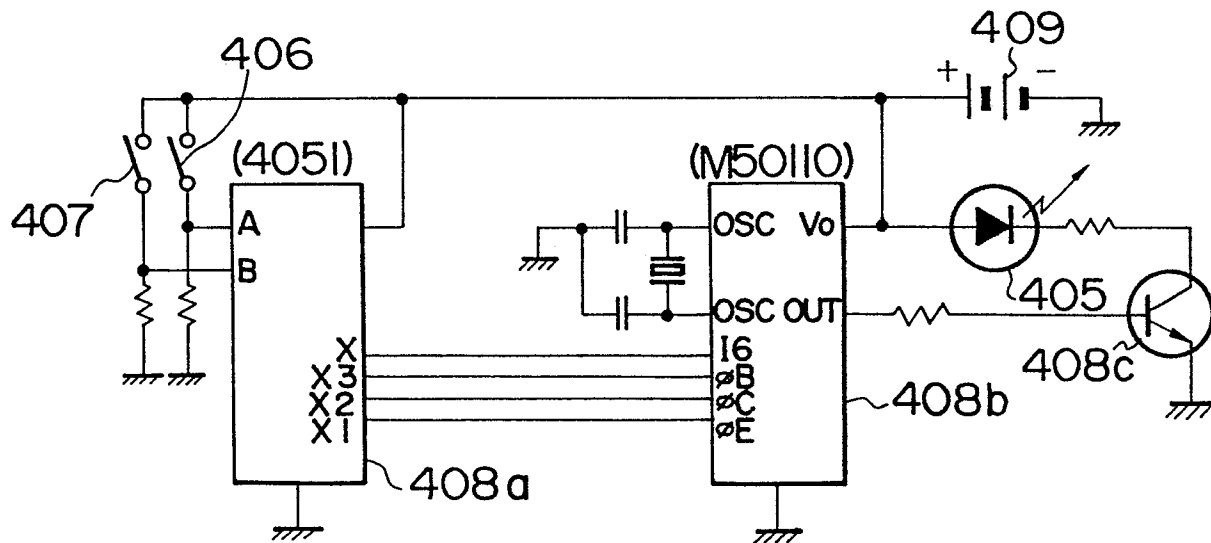 409
406
+ −
(4051)
(M50110)
407
A
B
OSC Vo
405
OSC OUT
X
X3
X2
X1
I6
øB
øC
øE
408c
408b
408a